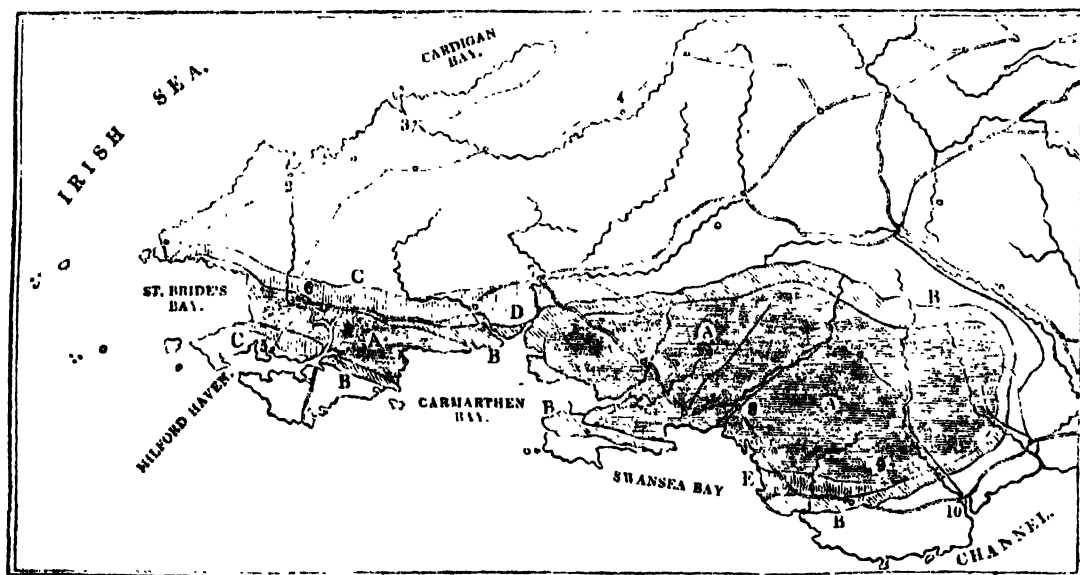 IRISH SEA.
CARDIGAN
BAY.
4
3
2
ST. BRIDE'S
BAY.
6
C
D
B
A
B
C
A
B
MILFORD HAVEN.
CARMARTHEN
BAY.
B
A
8
9
SWANSEA BAY
E
B
10
CHANNEL.